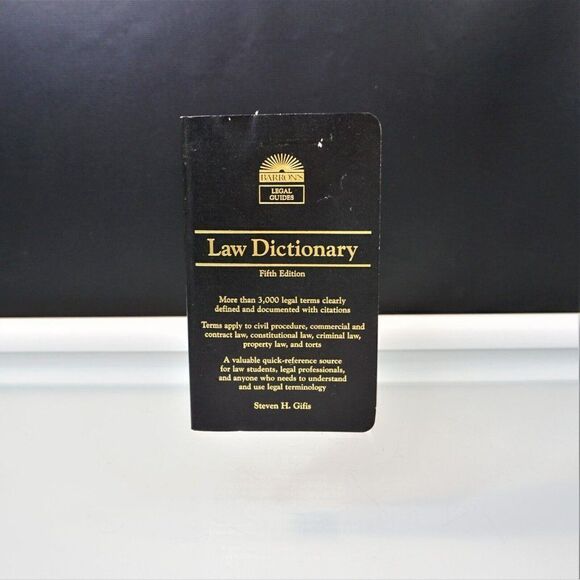 BARRON'S
LEGAL
GUIDES
Law Dictionary
Fifth Edition
More than 3,000 legal terms clearly
defined and documented with citations
Terms apply to civil procedure, commercial and
contract law, constitutional law, criminal law,
property law, and torts
A valuable quick-reference source
for law students, legal professionals,
and anyone who needs to understand
and use legal terminology
Steven H. Gifis